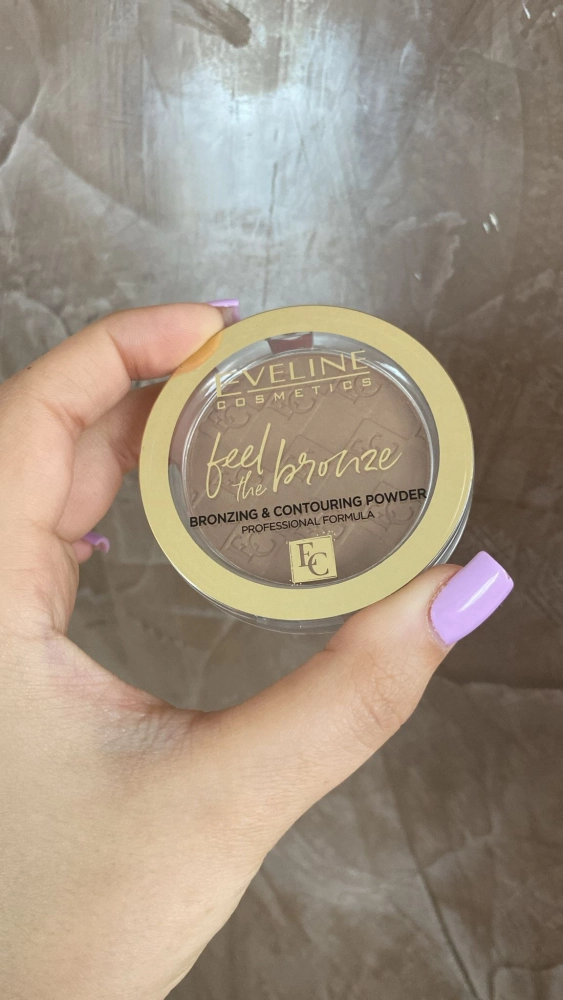 EVELINE
COSMETICS
feel
the bronze
BRONZING & CONTOURING POWDER
PROFESSIONAL FORMULA
EC